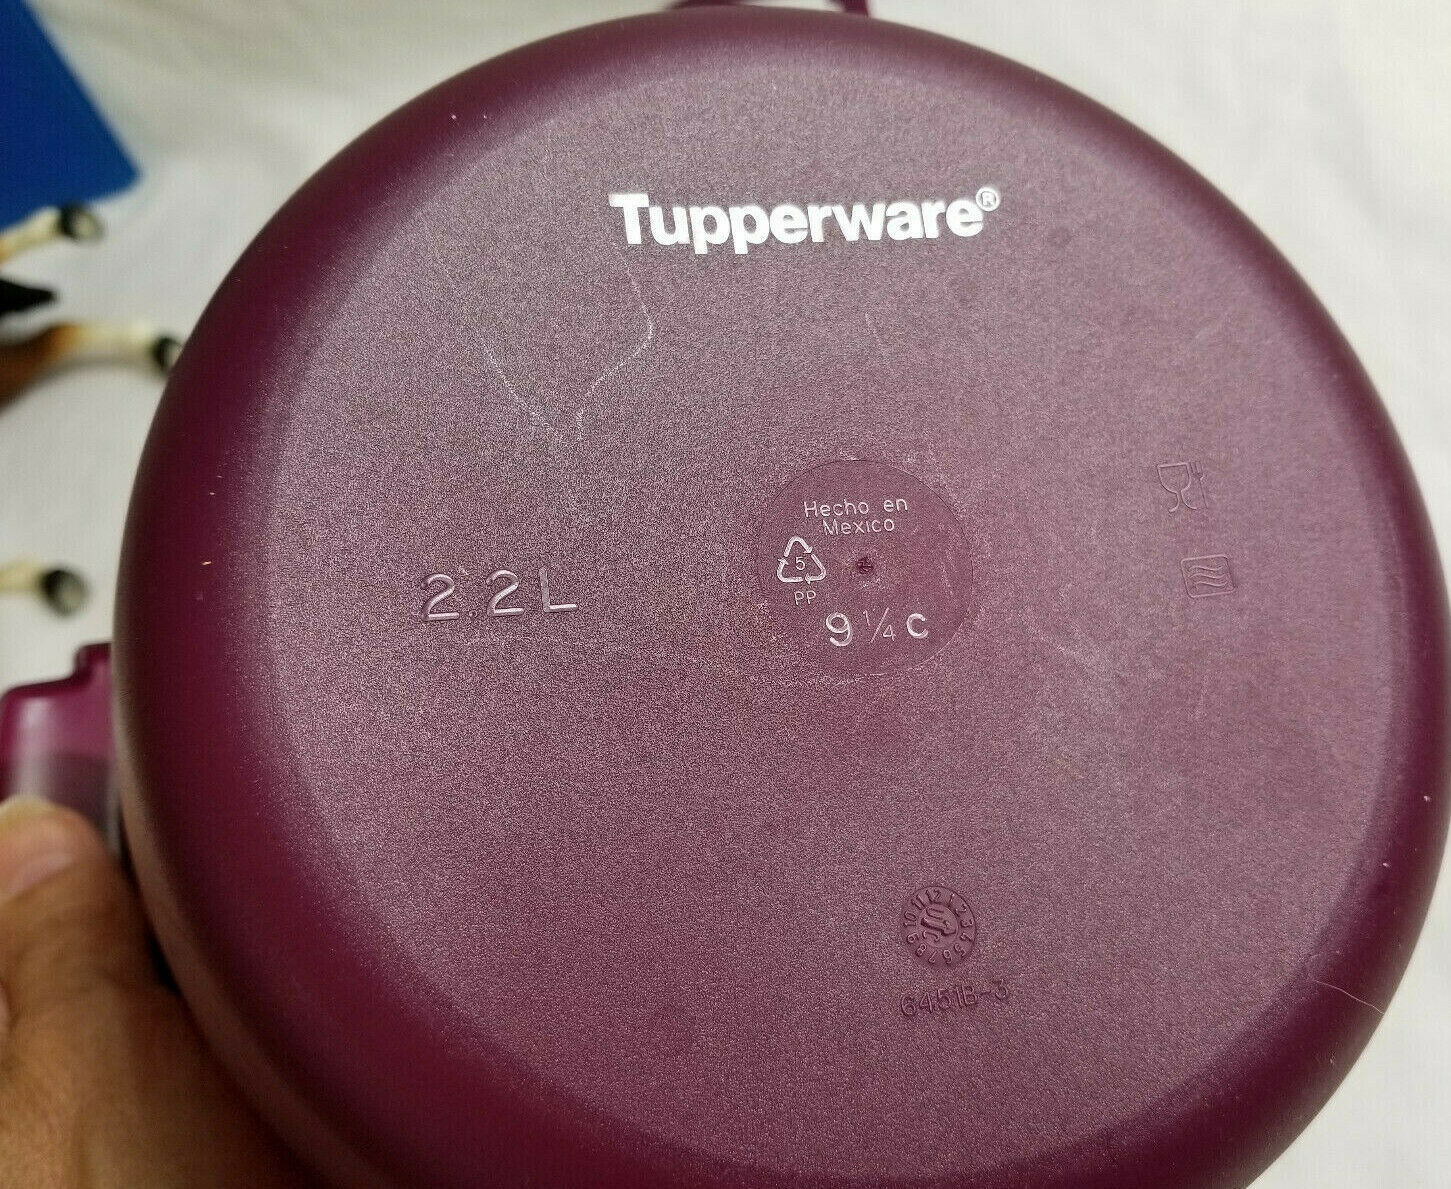 Tupperware®
Hecho en
Mexico
5
PP
2.2L
9 ¼ C
6451B-3